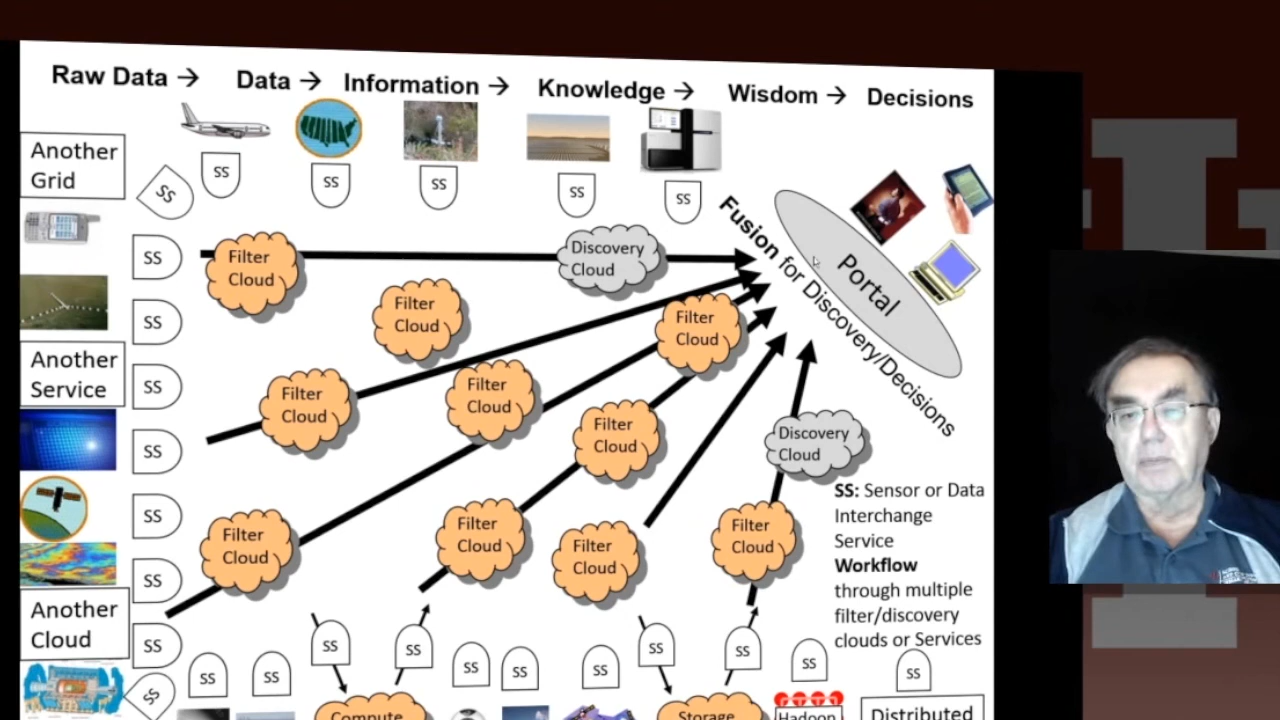 Raw Data → Data → Information → Knowledge → Wisdom → Decisions
Another
Grid
SS
SS
SS
SS
SS
SS
SS
Filter
Cloud
Discovery
Cloud
Fusion for Discovery/Decisions
Portal
SS
Filter
Cloud
Filter
Cloud
Another
Service
SS
Filter
Cloud
Filter
Cloud
Filter
Cloud
SS
Discovery
Cloud
SS: Sensor or Data
Interchange
Service
Workflow
through multiple
filter/discovery
clouds or Services
SS
Filter
Cloud
Filter
Cloud
Filter
Cloud
Filter
Cloud
SS
Another
Cloud
SS
SS
SS
SS
SS
SS
SS
SS
SS
SS
SS
SS
SS
Compute
Storage
Hadoop
Distributed